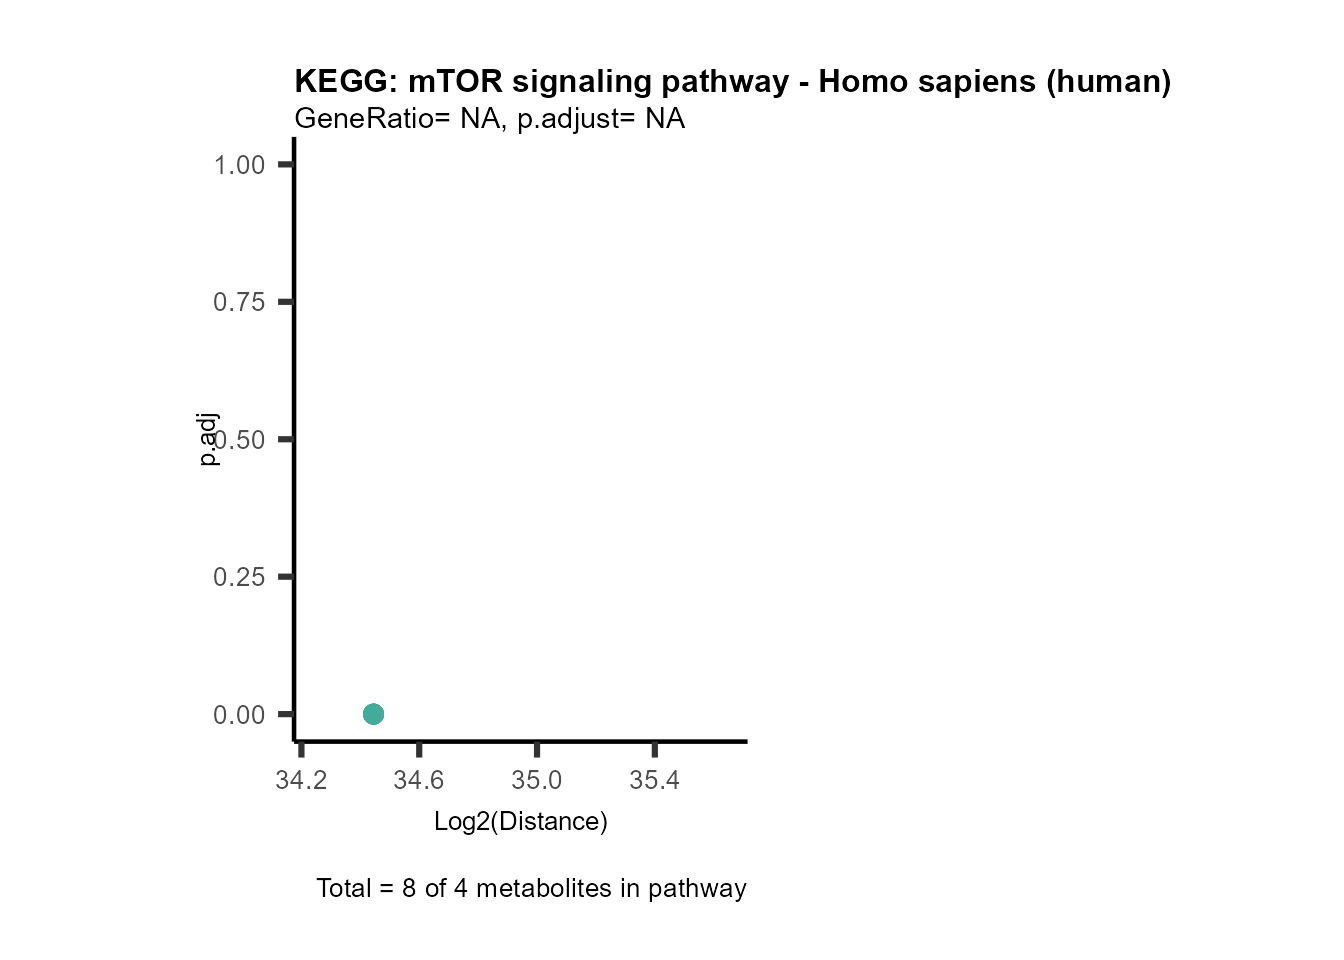 KEGG: mTOR signaling pathway - Homo sapiens (human)
GeneRatio= NA, p.adjust= NA
1.00
0.75
0.50
0.25
0.00
p.adj
34.2 34.6 35.0 35.4
Log2(Distance)
Total = 8 of 4 metabolites in pathway